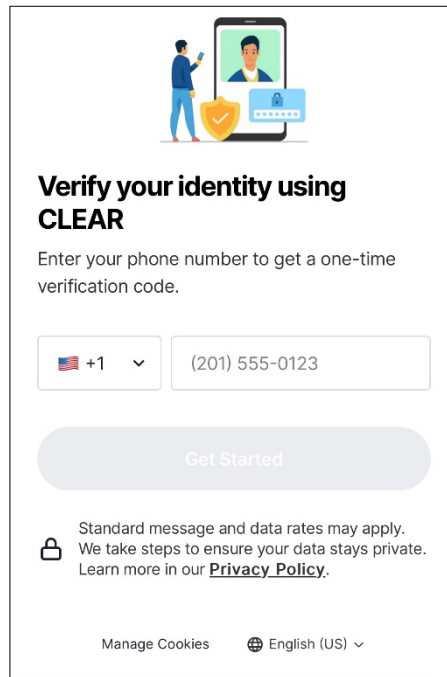 Verify your identity using
CLEAR
Enter your phone number to get a one-time
verification code.
+1
(201) 555-0123
Get Started
Standard message and data rates may apply.
We take steps to ensure your data stays private.
Learn more in our Privacy Policy.
Manage Cookies
English (US)